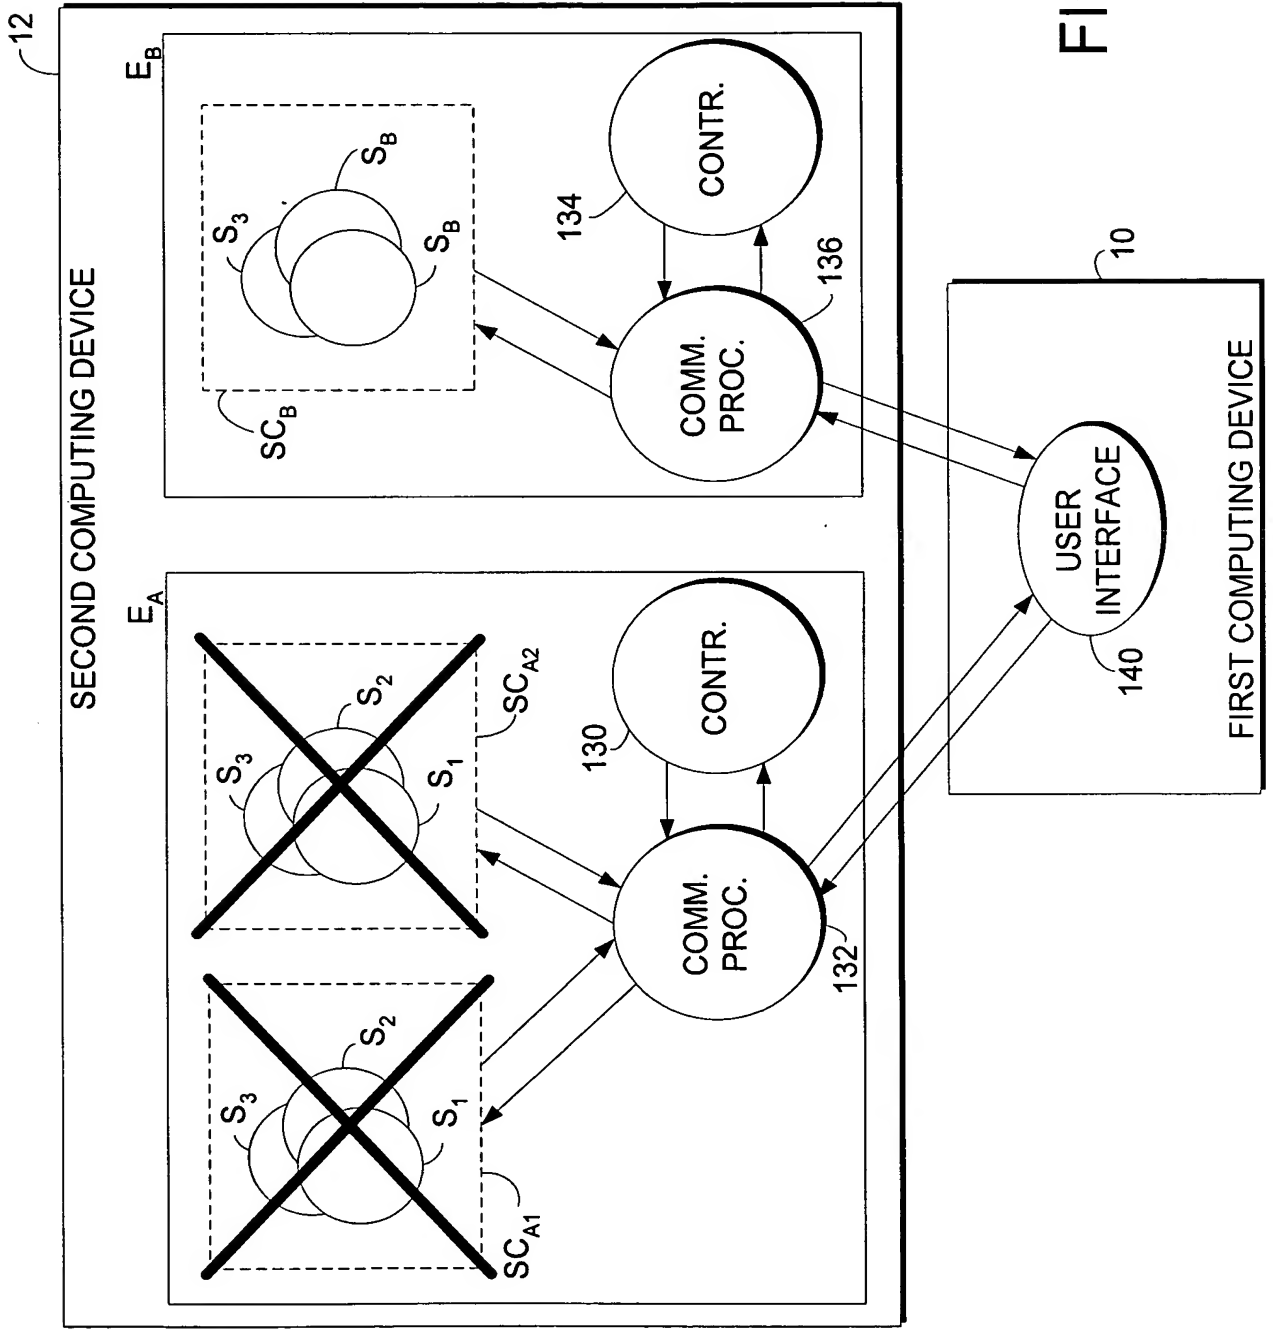 12
SECOND COMPUTING DEVICE
E_A
E_B
S_3
S_2
S_1
SC_A1
S_3
S_2
S_1
SC_A2
S_3
S_B
S_B
SC_B
130
CONTR.
COMM.
PROC.
132
134
CONTR.
COMM.
PROC.
136
USER
INTERFACE
140
10
FIRST COMPUTING DEVICE